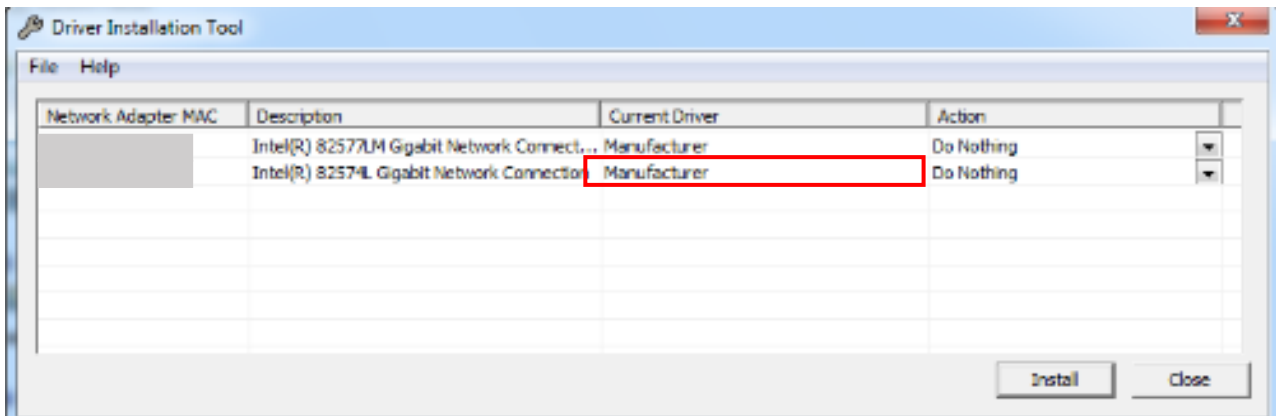 Driver Installation Tool
File Help
Network Adapter MAC Description Current Driver Action
Intel(R) 82577LM Gigabit Network Connect... Manufacturer Do Nothing
Intel(R) 82574L Gigabit Network Connection Manufacturer Do Nothing
Install Close